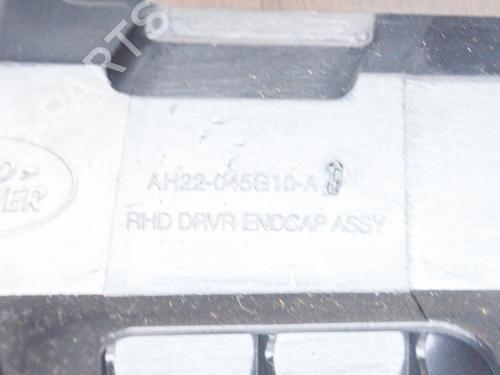 AH22-045G10-A
RHD DRVR ENDCAP ASSY